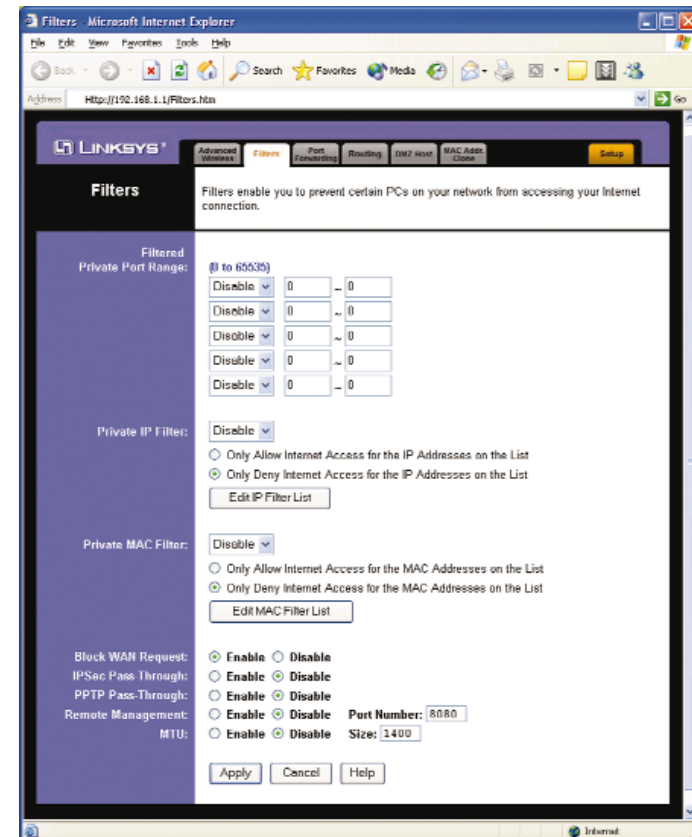 Filters - Microsoft Internet Explorer
File Edit View Favorites Tools Help
Back Search Favorites Media
Address Http://192.168.1.1/Filters.htm Go
LINKSYS® Advanced Wireless Filters Port Forwarding Routing DMZ Host MAC Addr. Clone Setup
Filters
Filters enable you to prevent certain PCs on your network from accessing your Internet
connection.
Filtered
Private Port Range: (0 to 65535)
Disable 0 ~ 0
Disable 0 ~ 0
Disable 0 ~ 0
Disable 0 ~ 0
Disable 0 ~ 0
Private IP Filter: Disable
Only Allow Internet Access for the IP Addresses on the List
Only Deny Internet Access for the IP Addresses on the List
Edit IP Filter List
Private MAC Filter: Disable
Only Allow Internet Access for the MAC Addresses on the List
Only Deny Internet Access for the MAC Addresses on the List
Edit MAC Filter List
Block WAN Request: Enable Disable
IPSec Pass Through: Enable Disable
PPTP Pass-Through: Enable Disable
Remote Management: Enable Disable Port Number: 8080
MTU: Enable Disable Size: 1400
Apply Cancel Help
Internet